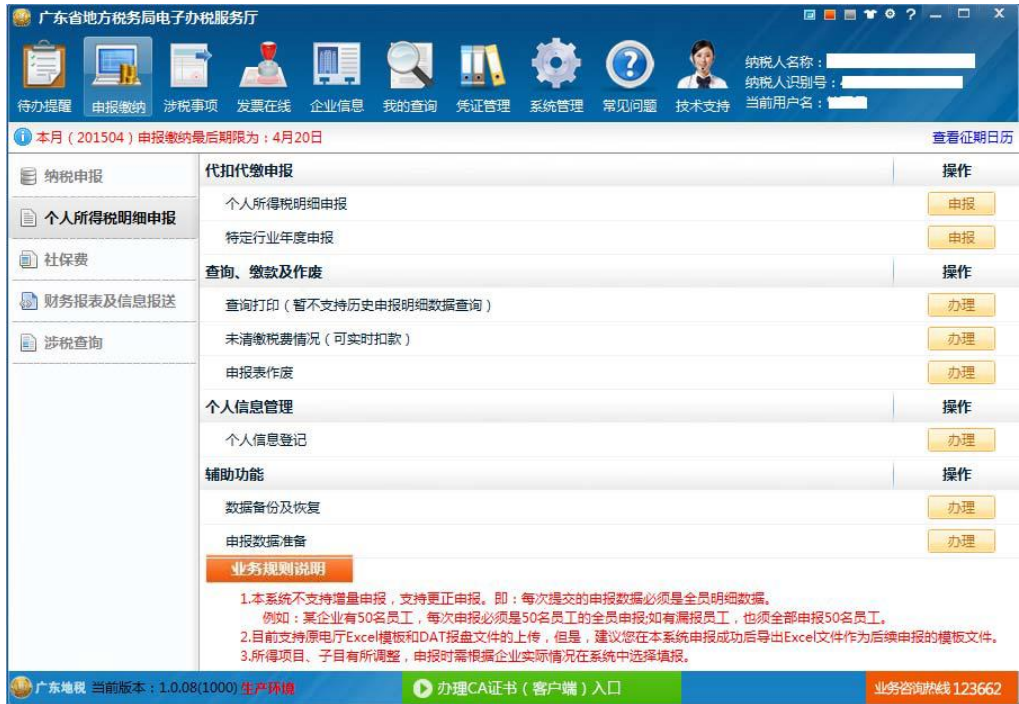 广东省地方税务局电子办税服务厅
待办提醒 申报缴纳 涉税事项 发票在线 企业信息 我的查询 凭证管理 系统管理 常见问题 技术支持
纳税人名称：
纳税人识别号：
当前用户名：
本月（201504）申报缴纳最后期限为：4月20日 查看征期日历
纳税申报
个人所得税明细申报
社保费
财务报表及信息报送
涉税查询
代扣代缴申报 操作
个人所得税明细申报 申报
特定行业年度申报 申报
查询、缴款及作废 操作
查询打印（暂不支持历史申报明细数据查询） 办理
未清缴税费情况（可实时扣款） 办理
申报表作废 办理
个人信息管理 操作
个人信息登记 办理
辅助功能 操作
数据备份及恢复 办理
申报数据准备 办理
业务规则说明
1.本系统不支持增量申报，支持更正申报。即：每次提交的申报数据必须是全员明细数据。
例如：某企业有50名员工，每次申报必须是50名员工的全员申报;如有漏报员工，也须全部申报50名员工。
2.目前支持原电厅Excel模板和DAT报盘文件的上传，但是，建议您在本系统申报成功后导出Excel文件作为后续申报的模板文件。
3.所得项目、子目有所调整，申报时需根据企业实际情况在系统中选择填报。
广东地税 当前版本：1.0.08(1000) 生产环境 办理CA证书（客户端）入口 业务咨询热线 123662